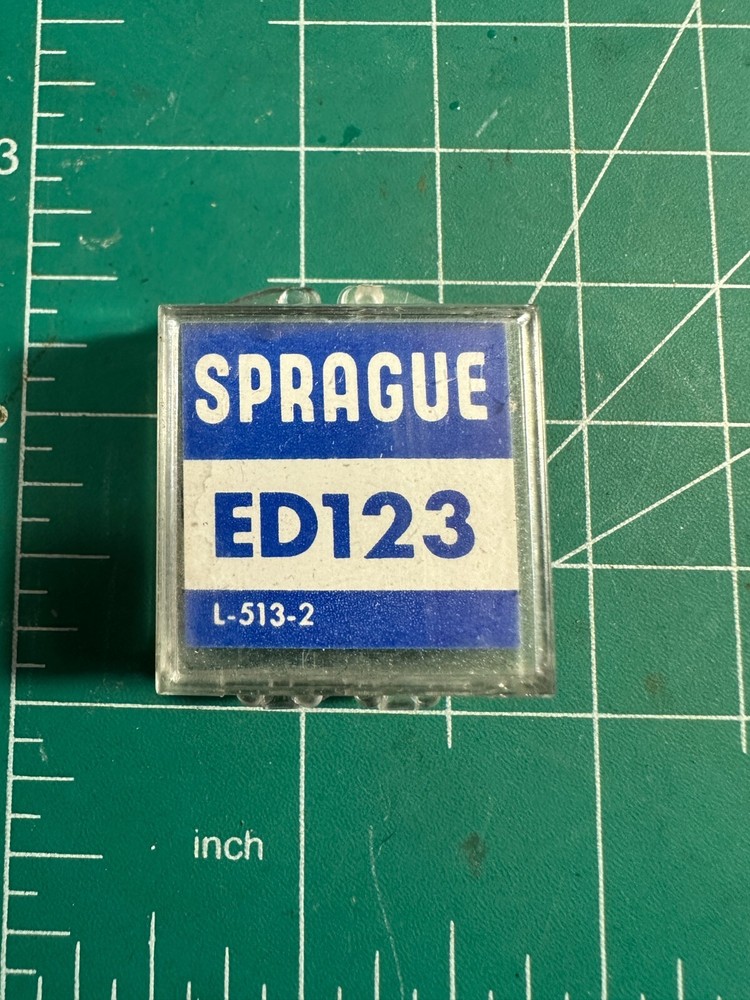 3
SPRAGUE
ED123
L-513-2
inch